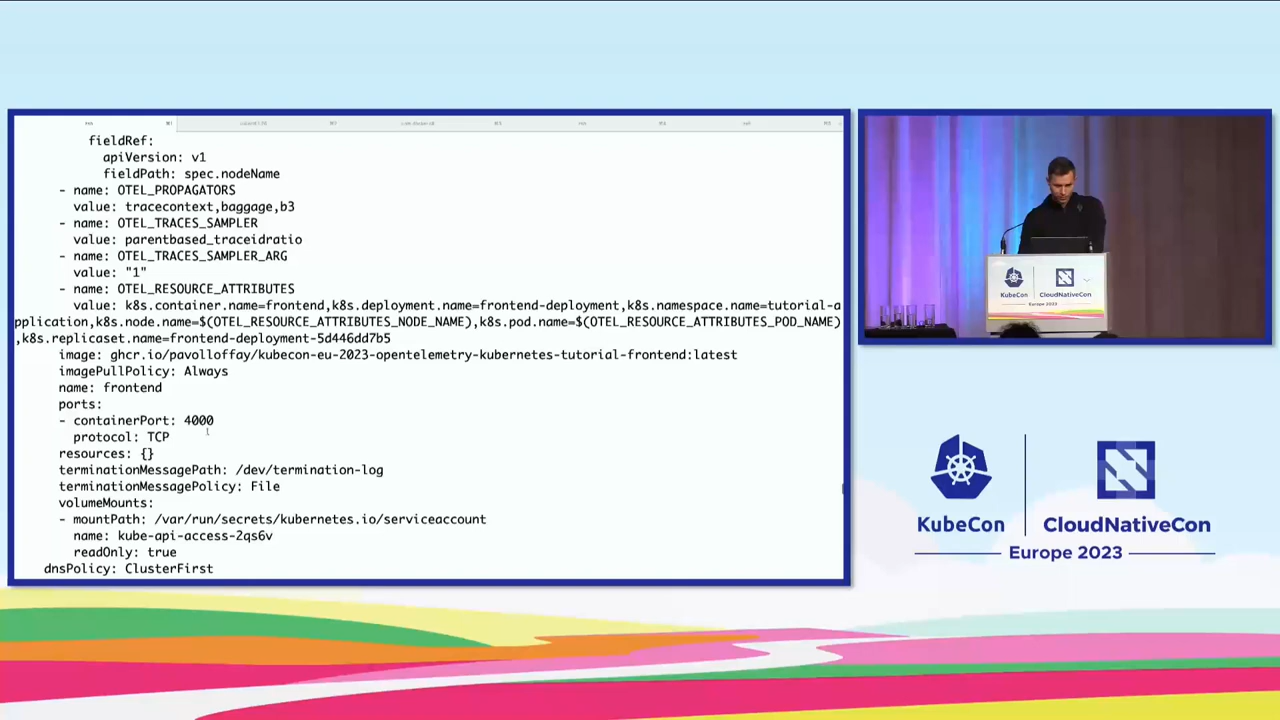 fieldRef:
apiVersion: v1
fieldPath: spec.nodeName
- name: OTEL_PROPAGATORS
value: tracecontext,baggage,b3
- name: OTEL_TRACES_SAMPLER
value: parentbased_traceidratio
- name: OTEL_TRACES_SAMPLER_ARG
value: "1"
- name: OTEL_RESOURCE_ATTRIBUTES
value: k8s.container.name=frontend,k8s.deployment.name=frontend-deployment,k8s.namespace.name=tutorial-a
pplication,k8s.node.name=$(OTEL_RESOURCE_ATTRIBUTES_NODE_NAME),k8s.pod.name=$(OTEL_RESOURCE_ATTRIBUTES_POD_NAME)
,k8s.replicaset.name=frontend-deployment-5d446dd7b5
image: ghcr.io/pavolloffay/kubecon-eu-2023-opentelemetry-kubernetes-tutorial-frontend:latest
imagePullPolicy: Always
name: frontend
ports:
- containerPort: 4000
protocol: TCP
resources: {}
terminationMessagePath: /dev/termination-log
terminationMessagePolicy: File
volumeMounts:
- mountPath: /var/run/secrets/kubernetes.io/serviceaccount
name: kube-api-access-2qs6v
readOnly: true
dnsPolicy: ClusterFirst
KubeCon
CloudNativeCon
Europe 2023
KubeCon
CloudNativeCon
Europe 2023